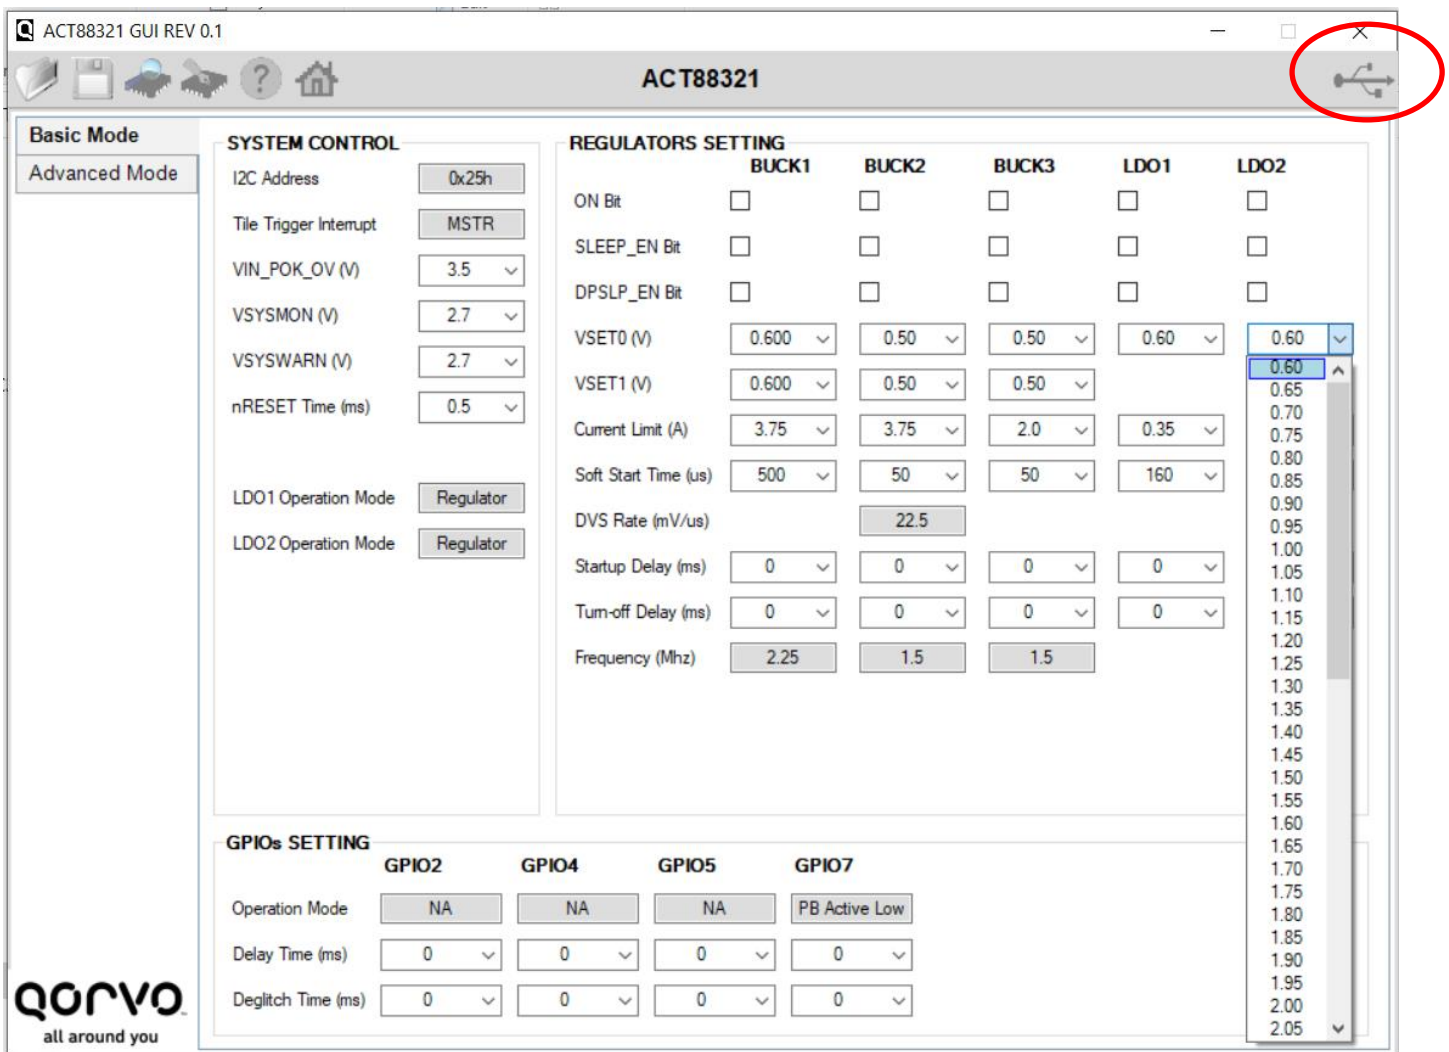 ACT88321 GUI REV 0.1
ACT88321
Basic Mode
Advanced Mode
SYSTEM CONTROL
I2C Address 0x25h
Tile Trigger Interrupt MSTR
VIN_POK_OV (V) 3.5
VSYSMON (V) 2.7
VSYSWARN (V) 2.7
nRESET Time (ms) 0.5
LDO1 Operation Mode Regulator
LDO2 Operation Mode Regulator
REGULATORS SETTING
BUCK1 BUCK2 BUCK3 LDO1 LDO2
ON Bit
SLEEP_EN Bit
DPSLP_EN Bit
VSET0 (V) 0.600 0.50 0.50 0.60 0.60
VSET1 (V) 0.600 0.50 0.50
Current Limit (A) 3.75 3.75 2.0 0.35
Soft Start Time (us) 500 50 50 160
DVS Rate (mV/us) 22.5
Startup Delay (ms) 0 0 0 0
Turn-off Delay (ms) 0 0 0 0
Frequency (Mhz) 2.25 1.5 1.5
0.60
0.65
0.70
0.75
0.80
0.85
0.90
0.95
1.00
1.05
1.10
1.15
1.20
1.25
1.30
1.35
1.40
1.45
1.50
1.55
1.60
1.65
1.70
1.75
1.80
1.85
1.90
1.95
2.00
2.05
GPIOs SETTING
GPIO2 GPIO4 GPIO5 GPIO7
Operation Mode NA NA NA PB Active Low
Delay Time (ms) 0 0 0 0
Deglitch Time (ms) 0 0 0 0
QORVO
all around you